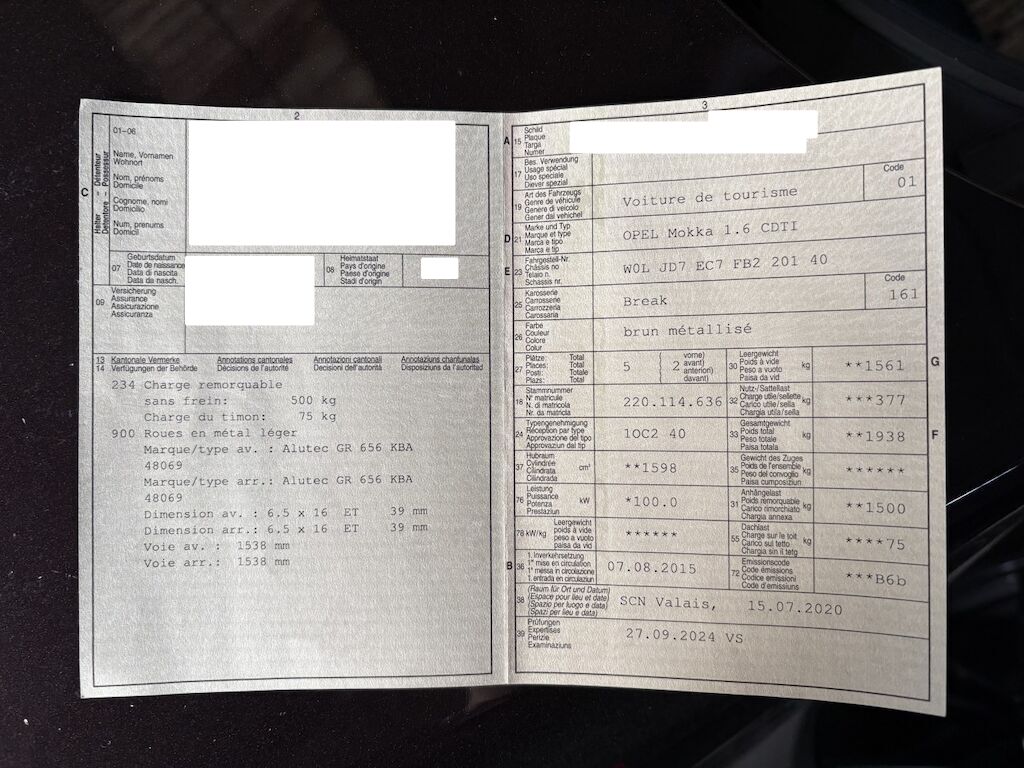 2
01–06
Name, Vornamen
Wohnort
Nom, prénoms
Domicile
Cognome, nomi
Domicilio
Num, prenums
Domicil
C
Halter – Détenteur
Detentore – Possessur
07
Geburtsdatum
Date de naissance
Data di nascita
Data da nasch.
08
Heimatstaat
Pays d'origine
Paese d'origine
Stadi d'origin
09
Versicherung
Assurance
Assicurazione
Assicuranza
13 Kantonale Vermerke Annotations cantonales Annotazioni cantonali Annotaziuns chantunalas
14 Verfügungen der Behörde Décisions de l'autorité Decisioni dell'autorità Disposiziuns da l'autoritad
234 Charge remorquable
sans frein: 500 kg
Charge du timon: 75 kg
900 Roues en métal léger
Marque/type av. : Alutec GR 656 KBA
48069
Marque/type arr.: Alutec GR 656 KBA
48069
Dimension av. : 6.5 x 16 ET 39 mm
Dimension arr.: 6.5 x 16 ET 39 mm
Voie av. : 1538 mm
Voie arr.: 1538 mm
3
A
15
Schild
Plaque
Targa
Numer
17
Bes. Verwendung
Usage spécial
Uso speciale
Diever spezial
19
Art des Fahrzeugs
Genre de véhicule
Genere di veicolo
Gener dal vehichel
Voiture de tourisme
Code
01
D
21
Marke und Typ
Marque et type
Marca e tipo
Marca e tip
OPEL Mokka 1.6 CDTI
E
23
Fahrgestell-Nr.
Châssis no
Telaio n.
Schassis nr.
W0L JD7 EC7 FB2 201 40
25
Karosserie
Carrosserie
Carrozzeria
Carossaria
Break
Code
161
26
Farbe
Couleur
Colore
Colur
brun métallisé
27
Plätze: Total
Places: Total
Posti: Totale
Plazs: Total
5
2
vorne)
avant)
anteriori)
davant)
30
Leergewicht
Poids à vide
Peso a vuoto
Paisa da vid
kg
**1561
G
18
Stammnummer
N° matricule
N. di matricola
Nr. da matricla
220.114.636
32
Nutz-/Sattellast
Charge utile/sellette
Carico utile/sella
Chargia utila/sella
kg
***377
24
Typengenehmigung
Réception par type
Approvazione del tipo
Approvaziun dal tip
1OC2 40
33
Gesamtgewicht
Poids total
Peso totale
Paisa totala
kg
**1938
F
37
Hubraum
Cylindrée
Cilindrata
Cilindrada
cm³
**1598
35
Gewicht des Zuges
Poids de l'ensemble
Peso del convoglio
Paisa cumposiziun
kg
******
76
Leistung
Puissance
Potenza
Prestaziun
kW
*100.0
31
Anhängelast
Poids remorquable
Carico rimorchiato
Chargia annexa
kg
**1500
78 kW/kg
Leergewicht
poids à vide
peso a vuoto
paisa da vid
******
55
Dachlast
Charge sur le toit
Carico sul tetto
Chargia sin il tetg
kg
****75
B
36
1. Inverkehrsetzung
1re mise en circulation
1a messa in circolazione
1. entrada en circulaziun
07.08.2015
72
Emissionscode
Code émissions
Codice emissioni
Code d'emissiuns
***B6b
38
(Raum für Ort und Datum)
(Espace pour lieu et date)
(Spazio per luogo e data)
(Spazi per lieu e data)
SCN Valais, 15.07.2020
39
Prüfungen
Expertises
Perizie
Examinaziuns
27.09.2024 VS